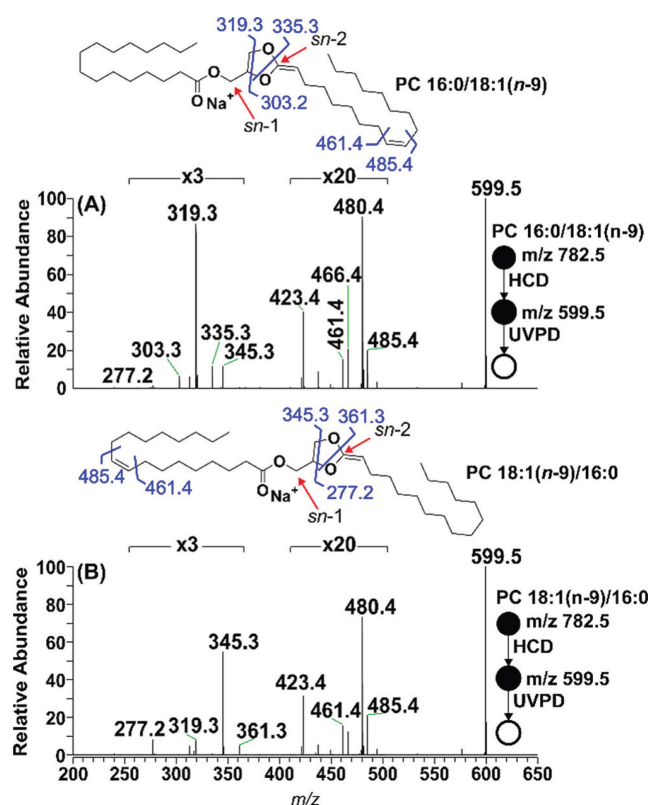 319.3 335.3
sn-2
PC 16:0/18:1(n-9)
O
O
O
O
Na+
303.2
sn-1
461.4
485.4
x3 x20
(A)
599.5
PC 16:0/18:1(n-9)
m/z 782.5
HCD
m/z 599.5
UVPD
319.3
480.4
466.4
423.4
461.4
335.3
303.3
345.3
485.4
277.2
Relative Abundance
100
80
60
40
20
0
345.3 361.3
sn-2
O
O
O
O
Na+
485.4
461.4
277.2
sn-1
PC 18:1(n-9)/16:0
x3 x20
(B)
599.5
PC 18:1(n-9)/16:0
m/z 782.5
HCD
m/z 599.5
UVPD
480.4
345.3
423.4
461.4
485.4
277.2
319.3
361.3
Relative Abundance
100
80
60
40
20
0
200 250 300 350 400 450 500 550 600 650
m/z